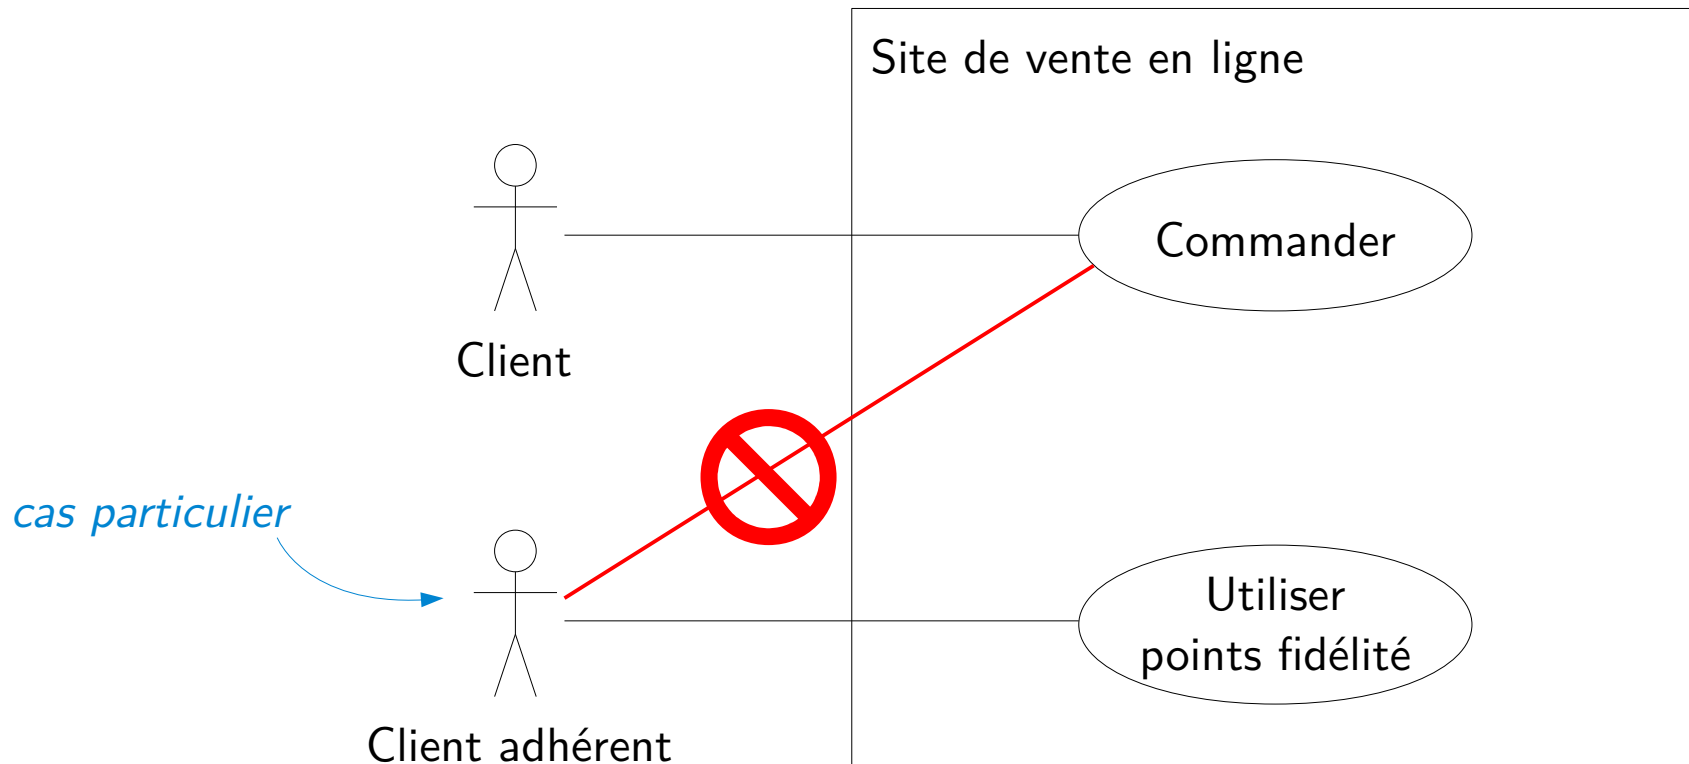 Site de vente en ligne
Commander
Client
cas particulier
Utiliser
points fidélité
Client adhérent